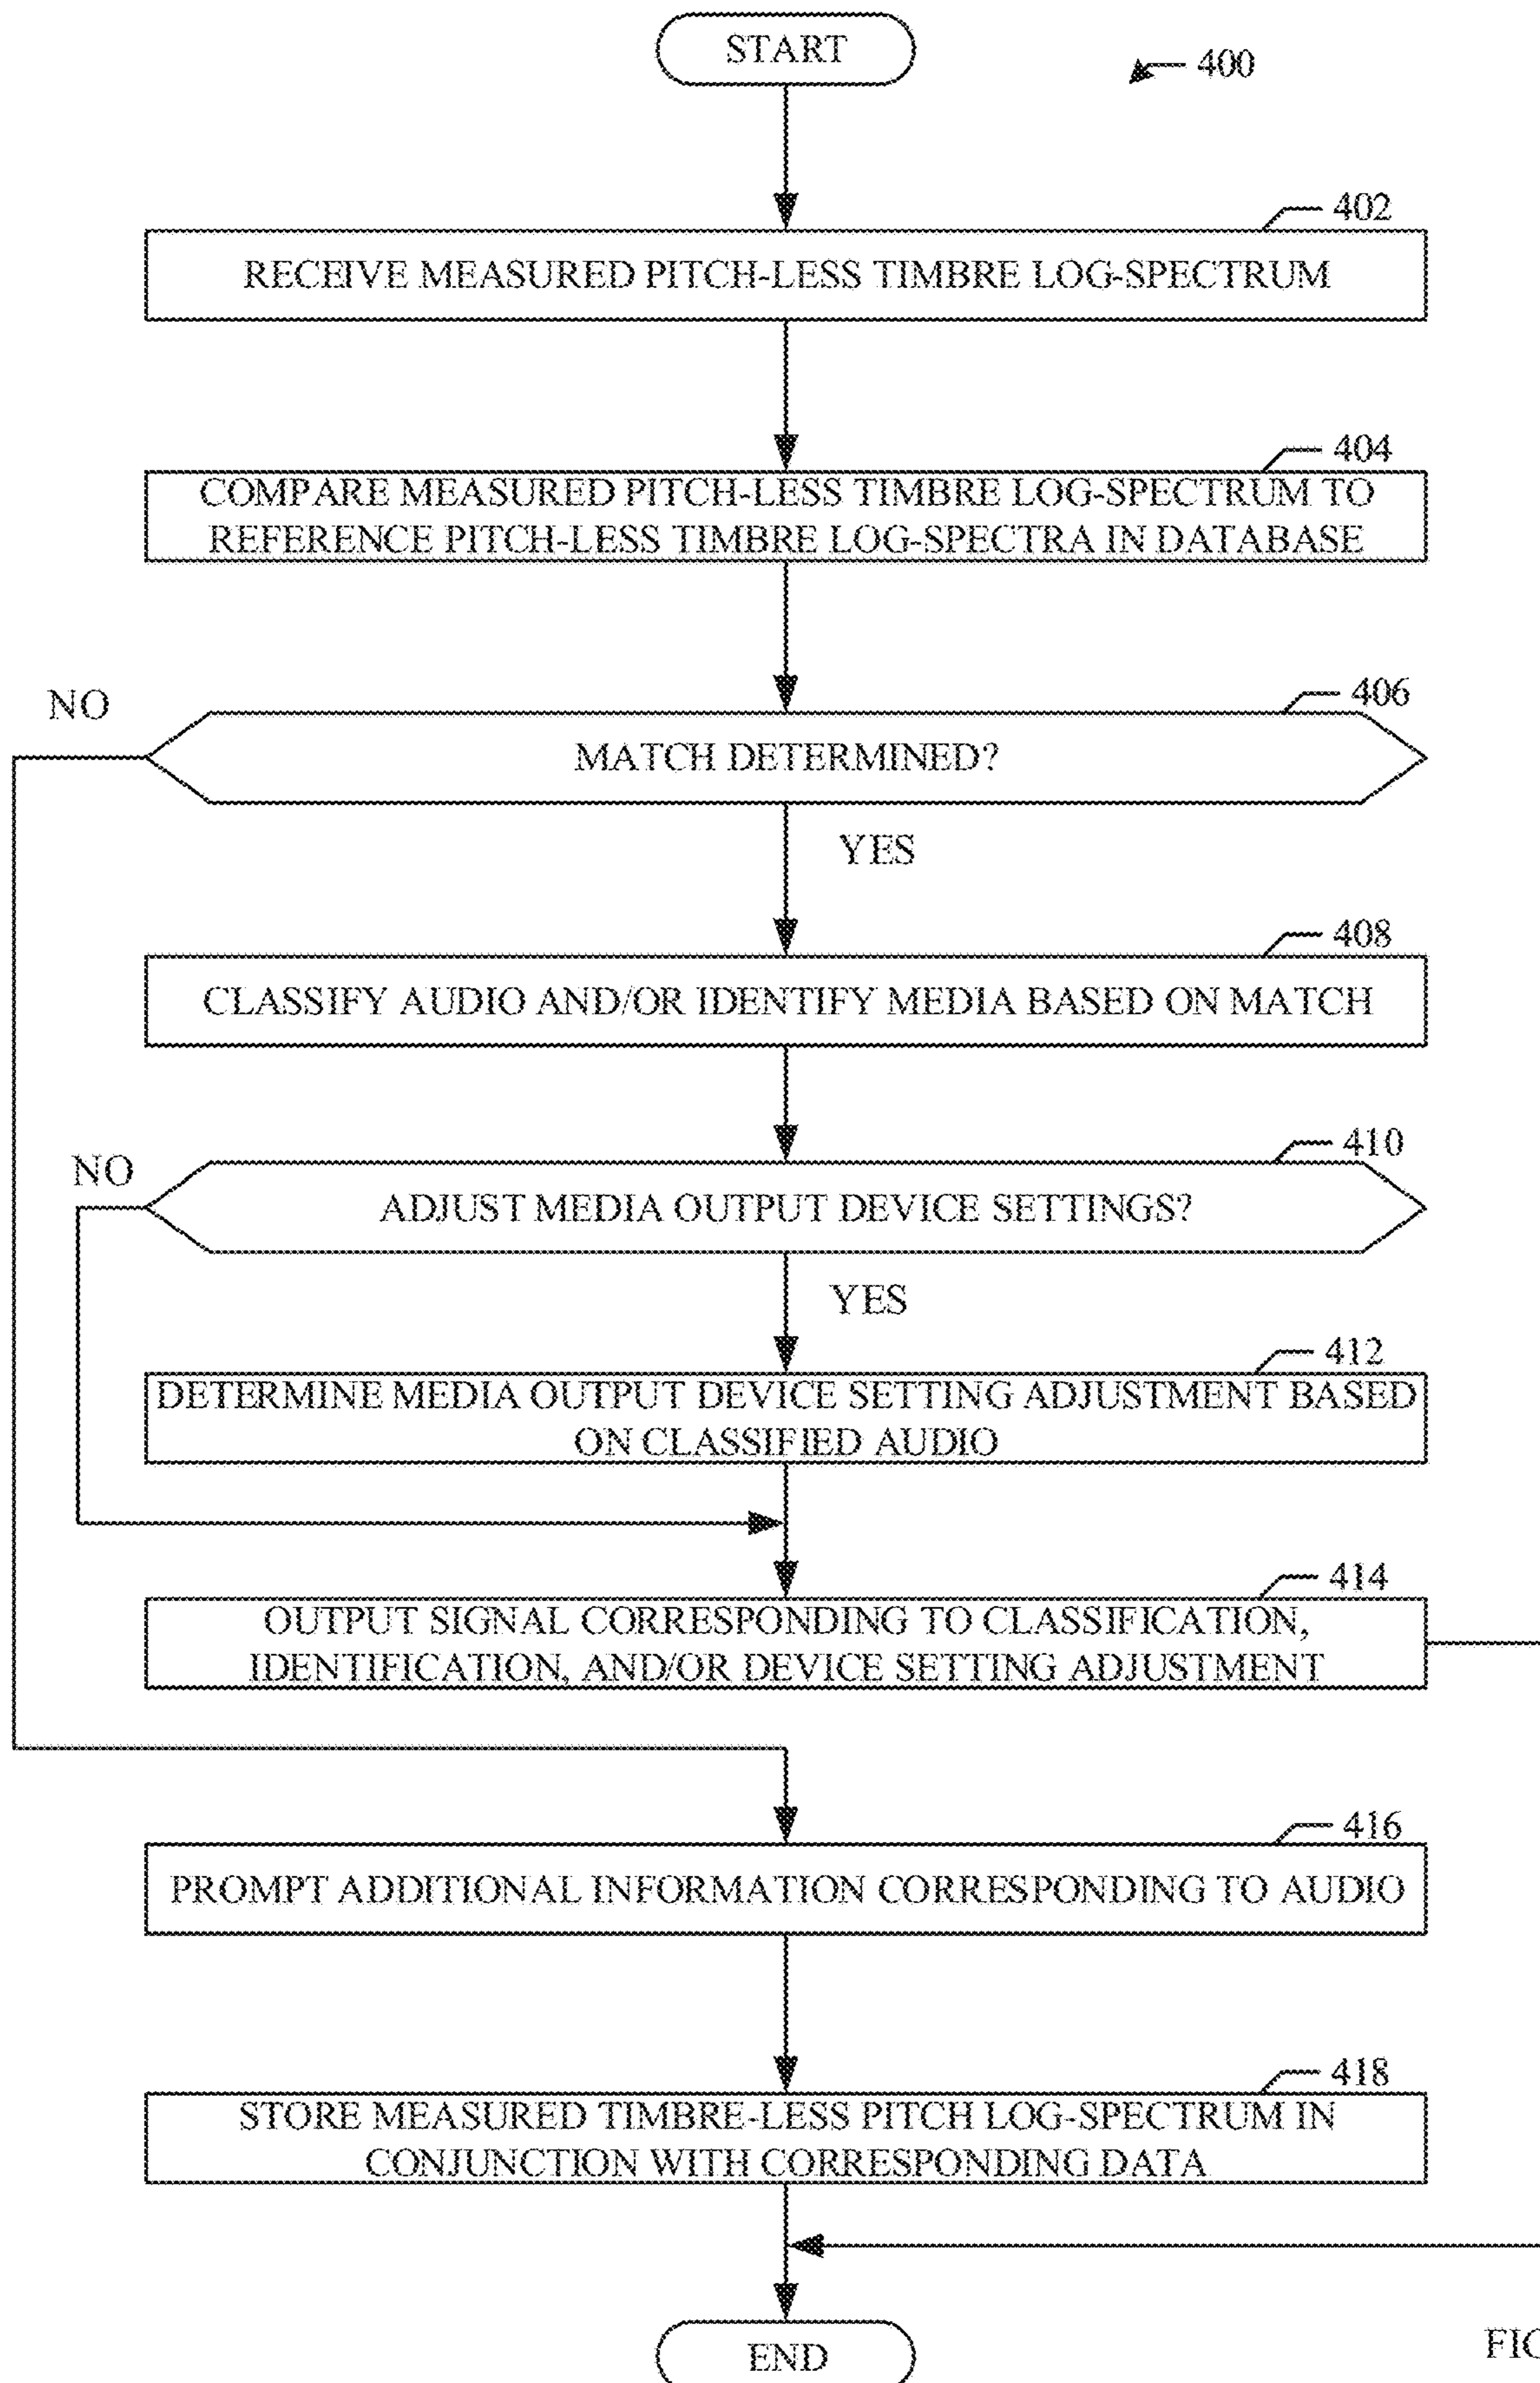 START
400
402
RECEIVE MEASURED PITCH-LESS TIMBRE LOG-SPECTRUM
404
COMPARE MEASURED PITCH-LESS TIMBRE LOG-SPECTRUM TO
REFERENCE PITCH-LESS TIMBRE LOG-SPECTRA IN DATABASE
NO
406
MATCH DETERMINED?
YES
408
CLASSIFY AUDIO AND/OR IDENTIFY MEDIA BASED ON MATCH
NO
410
ADJUST MEDIA OUTPUT DEVICE SETTINGS?
YES
412
DETERMINE MEDIA OUTPUT DEVICE SETTING ADJUSTMENT BASED
ON CLASSIFIED AUDIO
414
OUTPUT SIGNAL CORRESPONDING TO CLASSIFICATION,
IDENTIFICATION, AND/OR DEVICE SETTING ADJUSTMENT
416
PROMPT ADDITIONAL INFORMATION CORRESPONDING TO AUDIO
418
STORE MEASURED TIMBRE-LESS PITCH LOG-SPECTRUM IN
CONJUNCTION WITH CORRESPONDING DATA
END